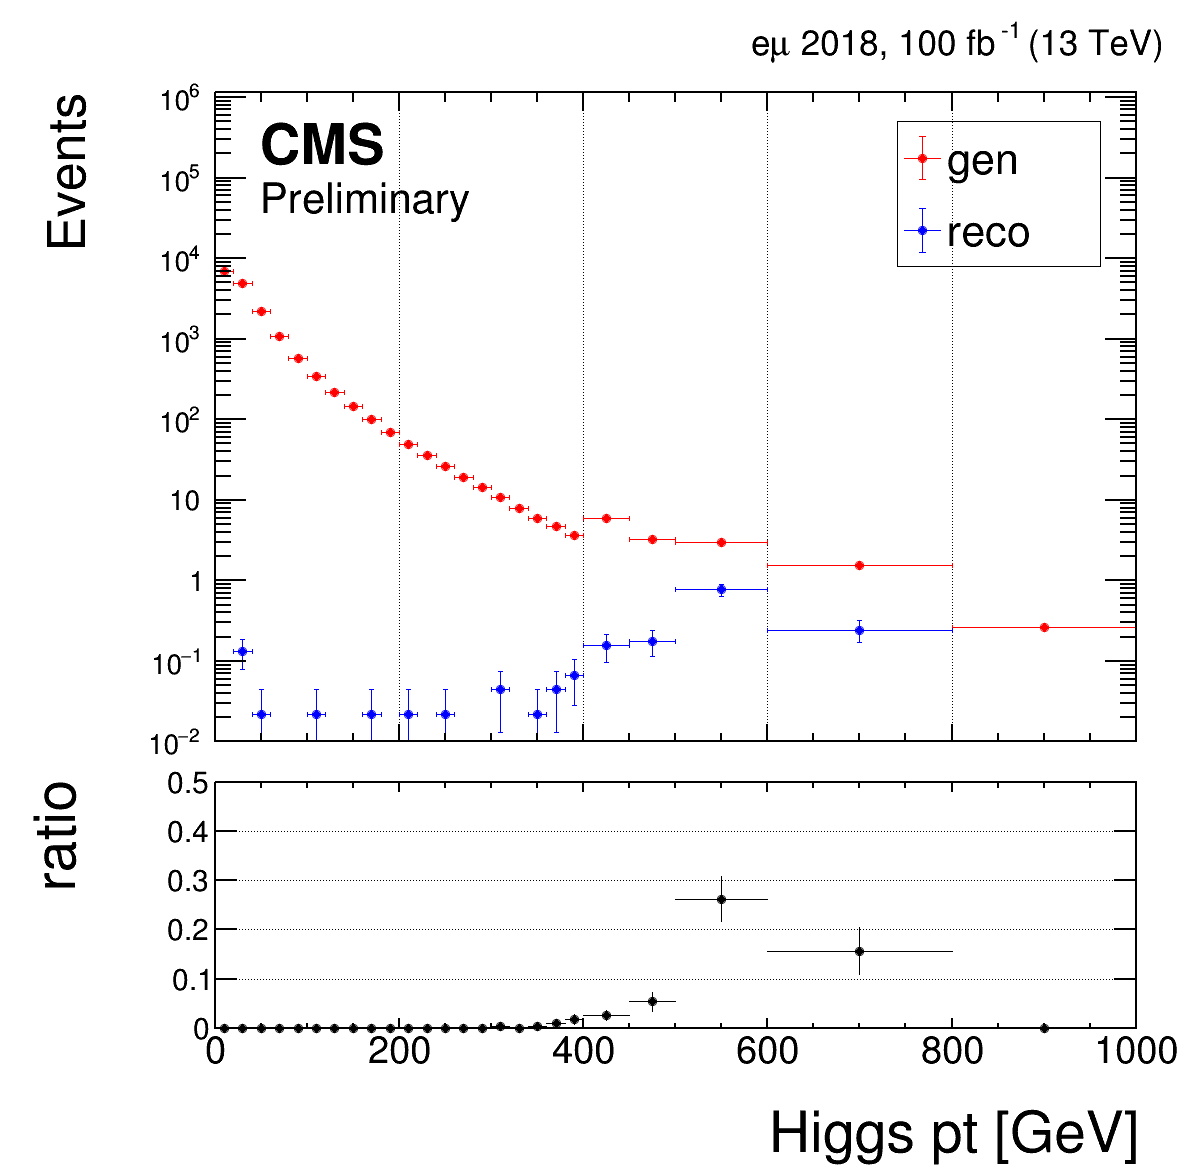 eμ 2018, 100 fb⁻¹ (13 TeV)
Events
CMS
Preliminary
gen
reco
10⁶
10⁵
10⁴
10³
10²
10
1
10⁻¹
10⁻²
ratio
0.5
0.4
0.3
0.2
0.1
0
0 200 400 600 800 1000
Higgs pt [GeV]